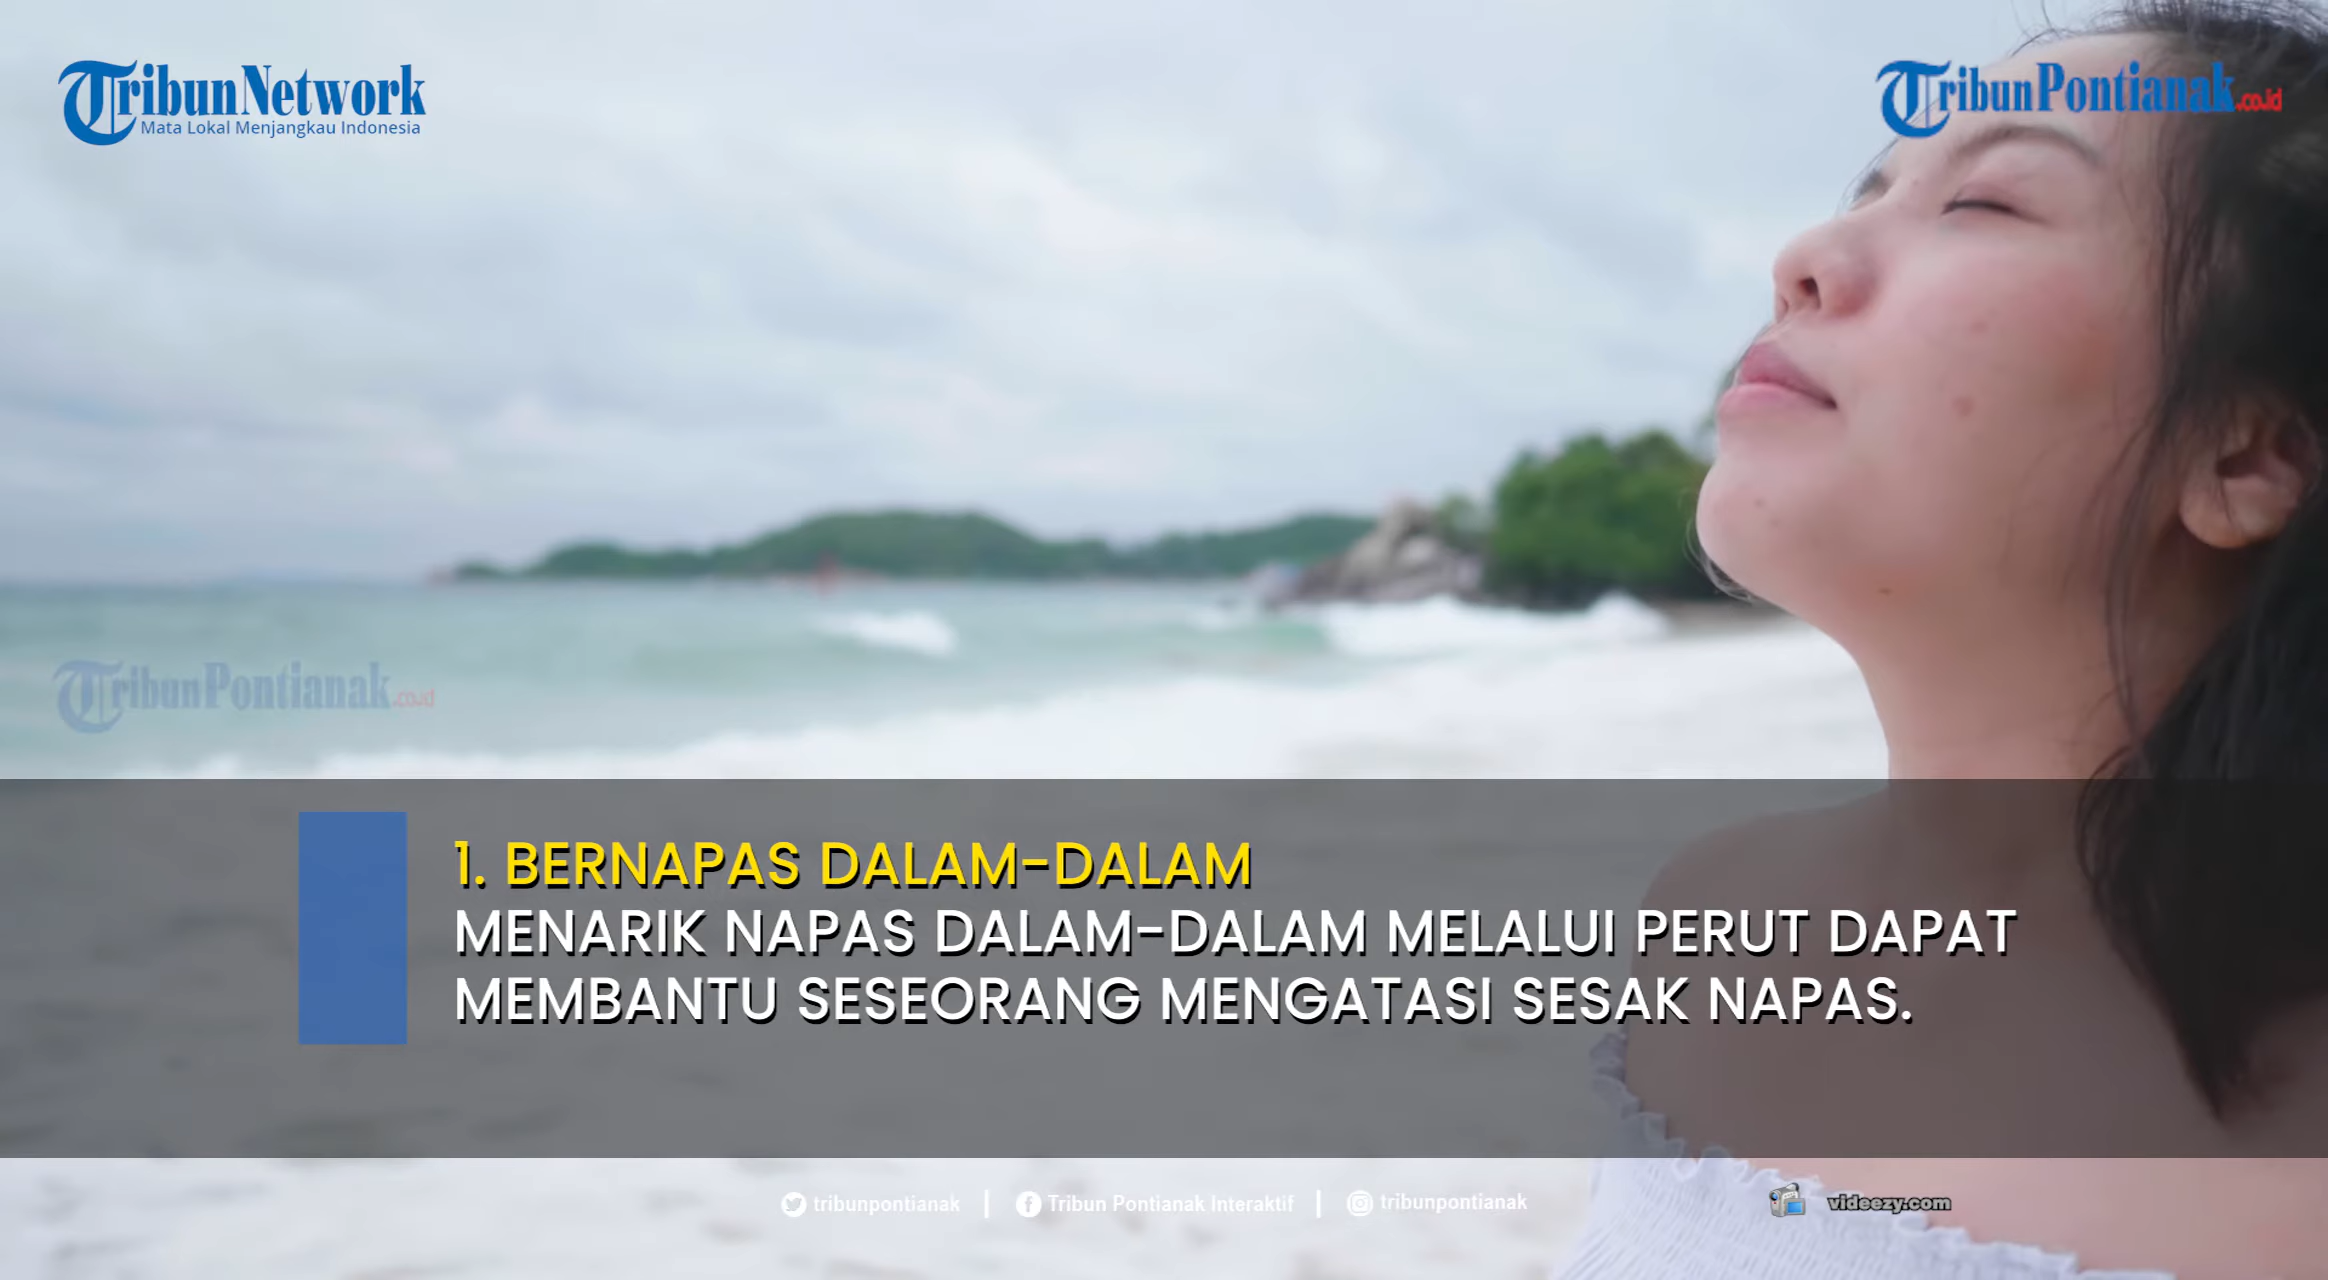 TribunNetwork
Mata Lokal Menjangkau Indonesia
TribunPontianak.co.id
TribunPontianak.co.id
1. BERNAPAS DALAM-DALAM
MENARIK NAPAS DALAM-DALAM MELALUI PERUT DAPAT
MEMBANTU SESEORANG MENGATASI SESAK NAPAS.
tribunpontianak | Tribun Pontianak Interaktif | tribunpontianak
videezy.com